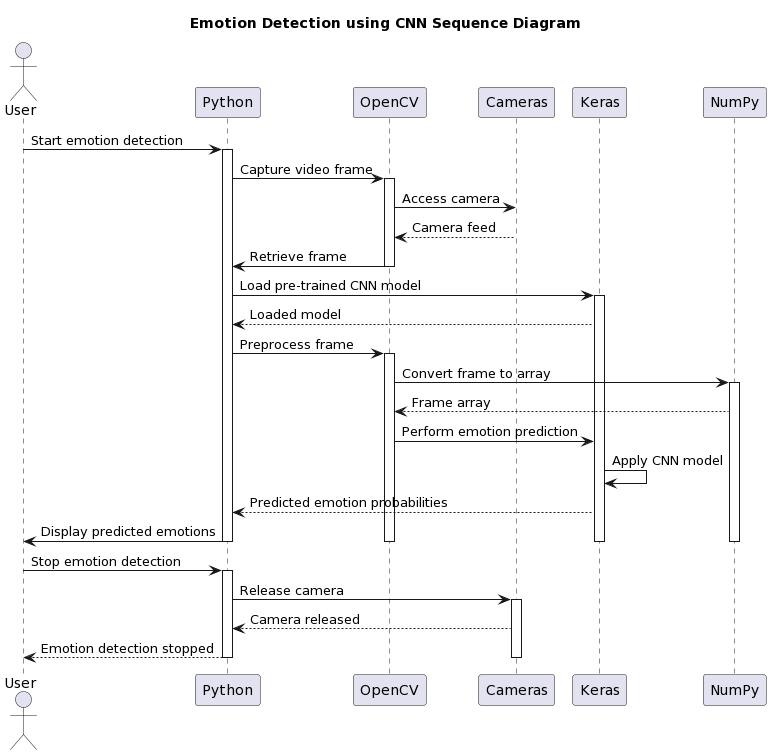 Emotion Detection using CNN Sequence Diagram
User
Python
OpenCV
Cameras
Keras
NumPy
Start emotion detection
Capture video frame
Access camera
Camera feed
Retrieve frame
Load pre-trained CNN model
Loaded model
Preprocess frame
Convert frame to array
Frame array
Perform emotion prediction
Apply CNN model
Predicted emotion probabilities
Display predicted emotions
Stop emotion detection
Release camera
Camera released
Emotion detection stopped
User
Python
OpenCV
Cameras
Keras
NumPy